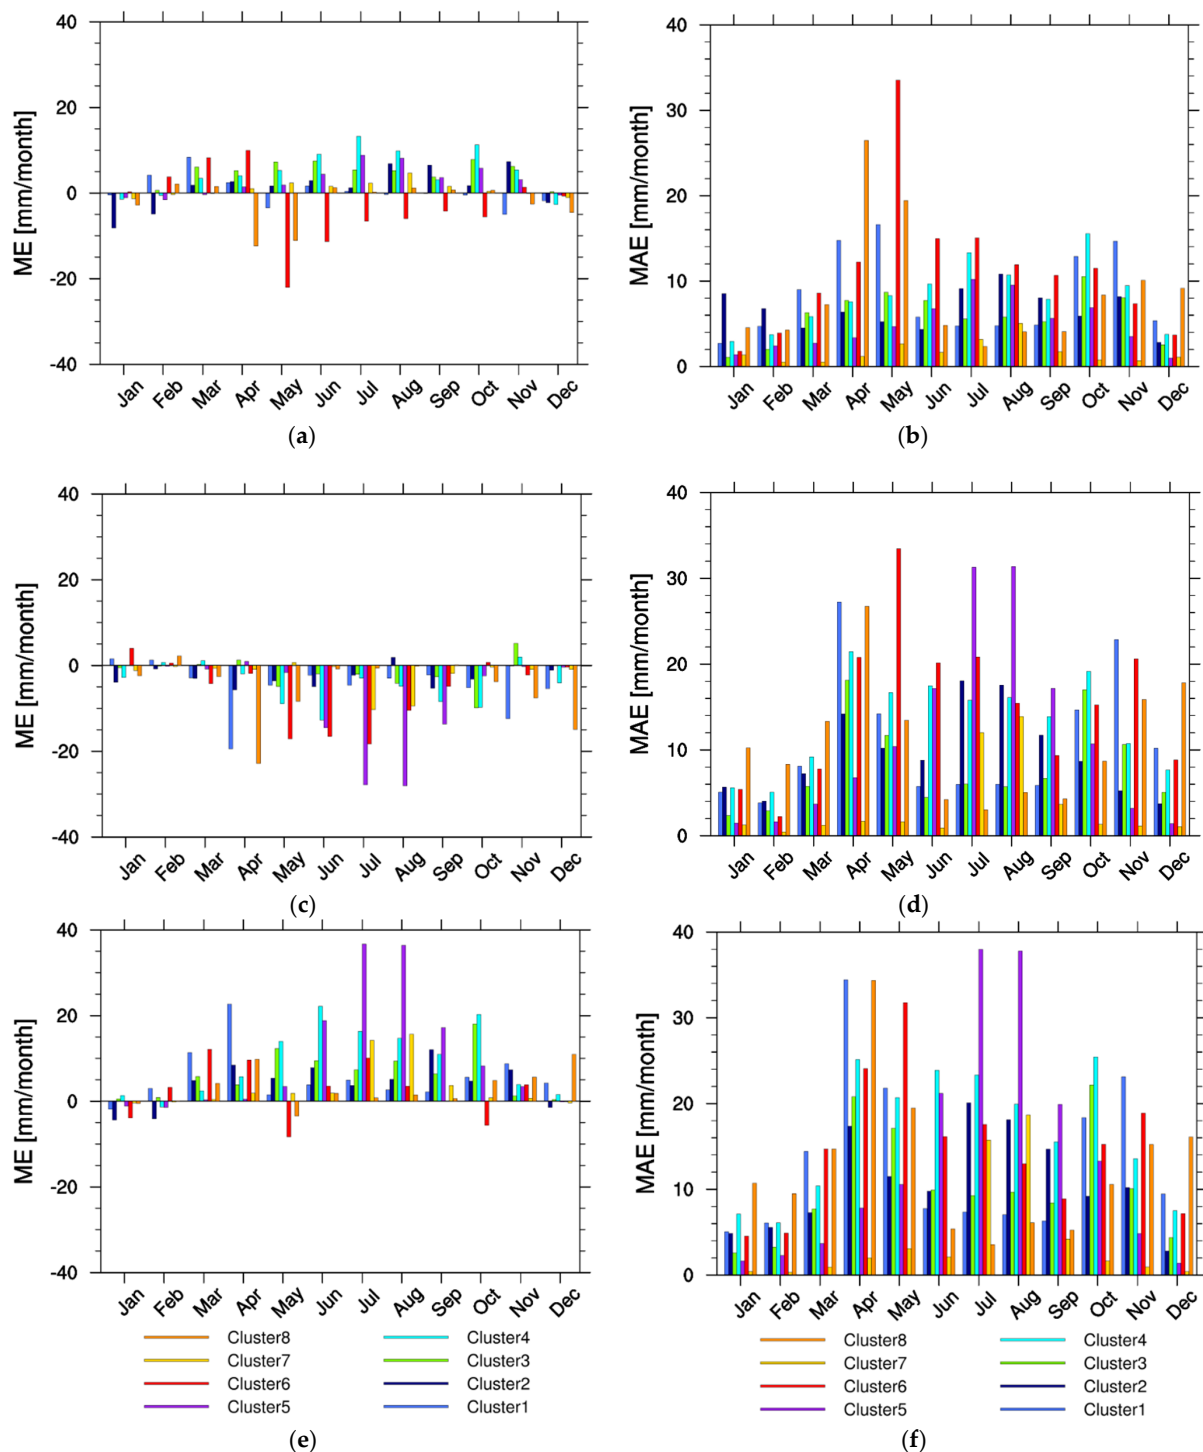 40
20
0
-20
-40
ME [mm/month]
Jan Feb Mar Apr May Jun Jul Aug Sep Oct Nov Dec
(a)
40
30
20
10
0
MAE [mm/month]
Jan Feb Mar Apr May Jun Jul Aug Sep Oct Nov Dec
(b)
40
20
0
-20
-40
ME [mm/month]
Jan Feb Mar Apr May Jun Jul Aug Sep Oct Nov Dec
(c)
40
30
20
10
0
MAE [mm/month]
Jan Feb Mar Apr May Jun Jul Aug Sep Oct Nov Dec
(d)
40
20
0
-20
-40
ME [mm/month]
Jan Feb Mar Apr May Jun Jul Aug Sep Oct Nov Dec
Cluster8 Cluster4
Cluster7 Cluster3
Cluster6 Cluster2
Cluster5 Cluster1
(e)
40
30
20
10
0
MAE [mm/month]
Jan Feb Mar Apr May Jun Jul Aug Sep Oct Nov Dec
Cluster8 Cluster4
Cluster7 Cluster3
Cluster6 Cluster2
Cluster5 Cluster1
(f)